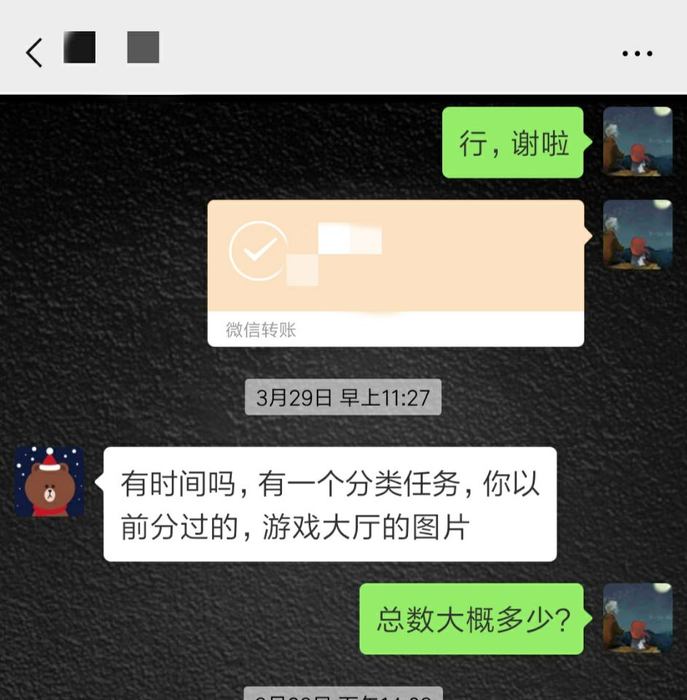 行，谢啦
微信转账
3月29日 早上11:27
有时间吗，有一个分类任务，你以
前分过的，游戏大厅的图片
总数大概多少?